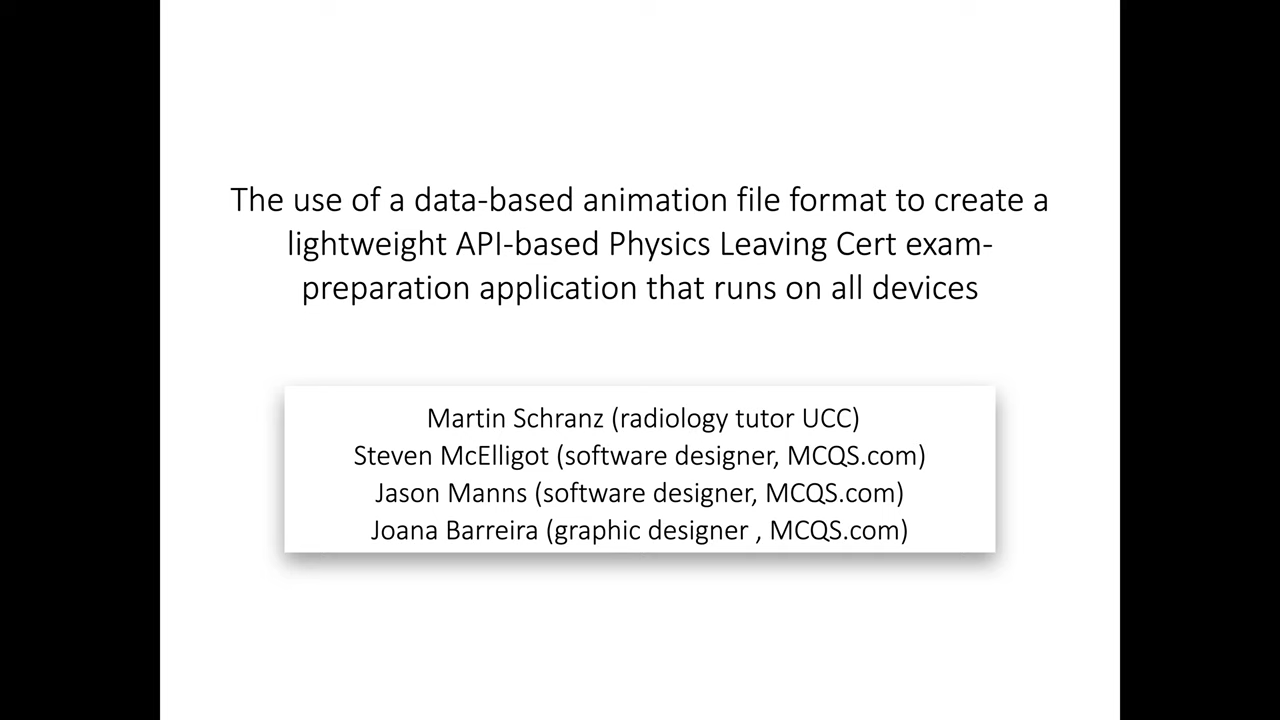 The use of a data-based animation file format to create a
lightweight API-based Physics Leaving Cert exam-
preparation application that runs on all devices
Martin Schranz (radiology tutor UCC)
Steven McElligot (software designer, MCQS.com)
Jason Manns (software designer, MCQS.com)
Joana Barreira (graphic designer , MCQS.com)